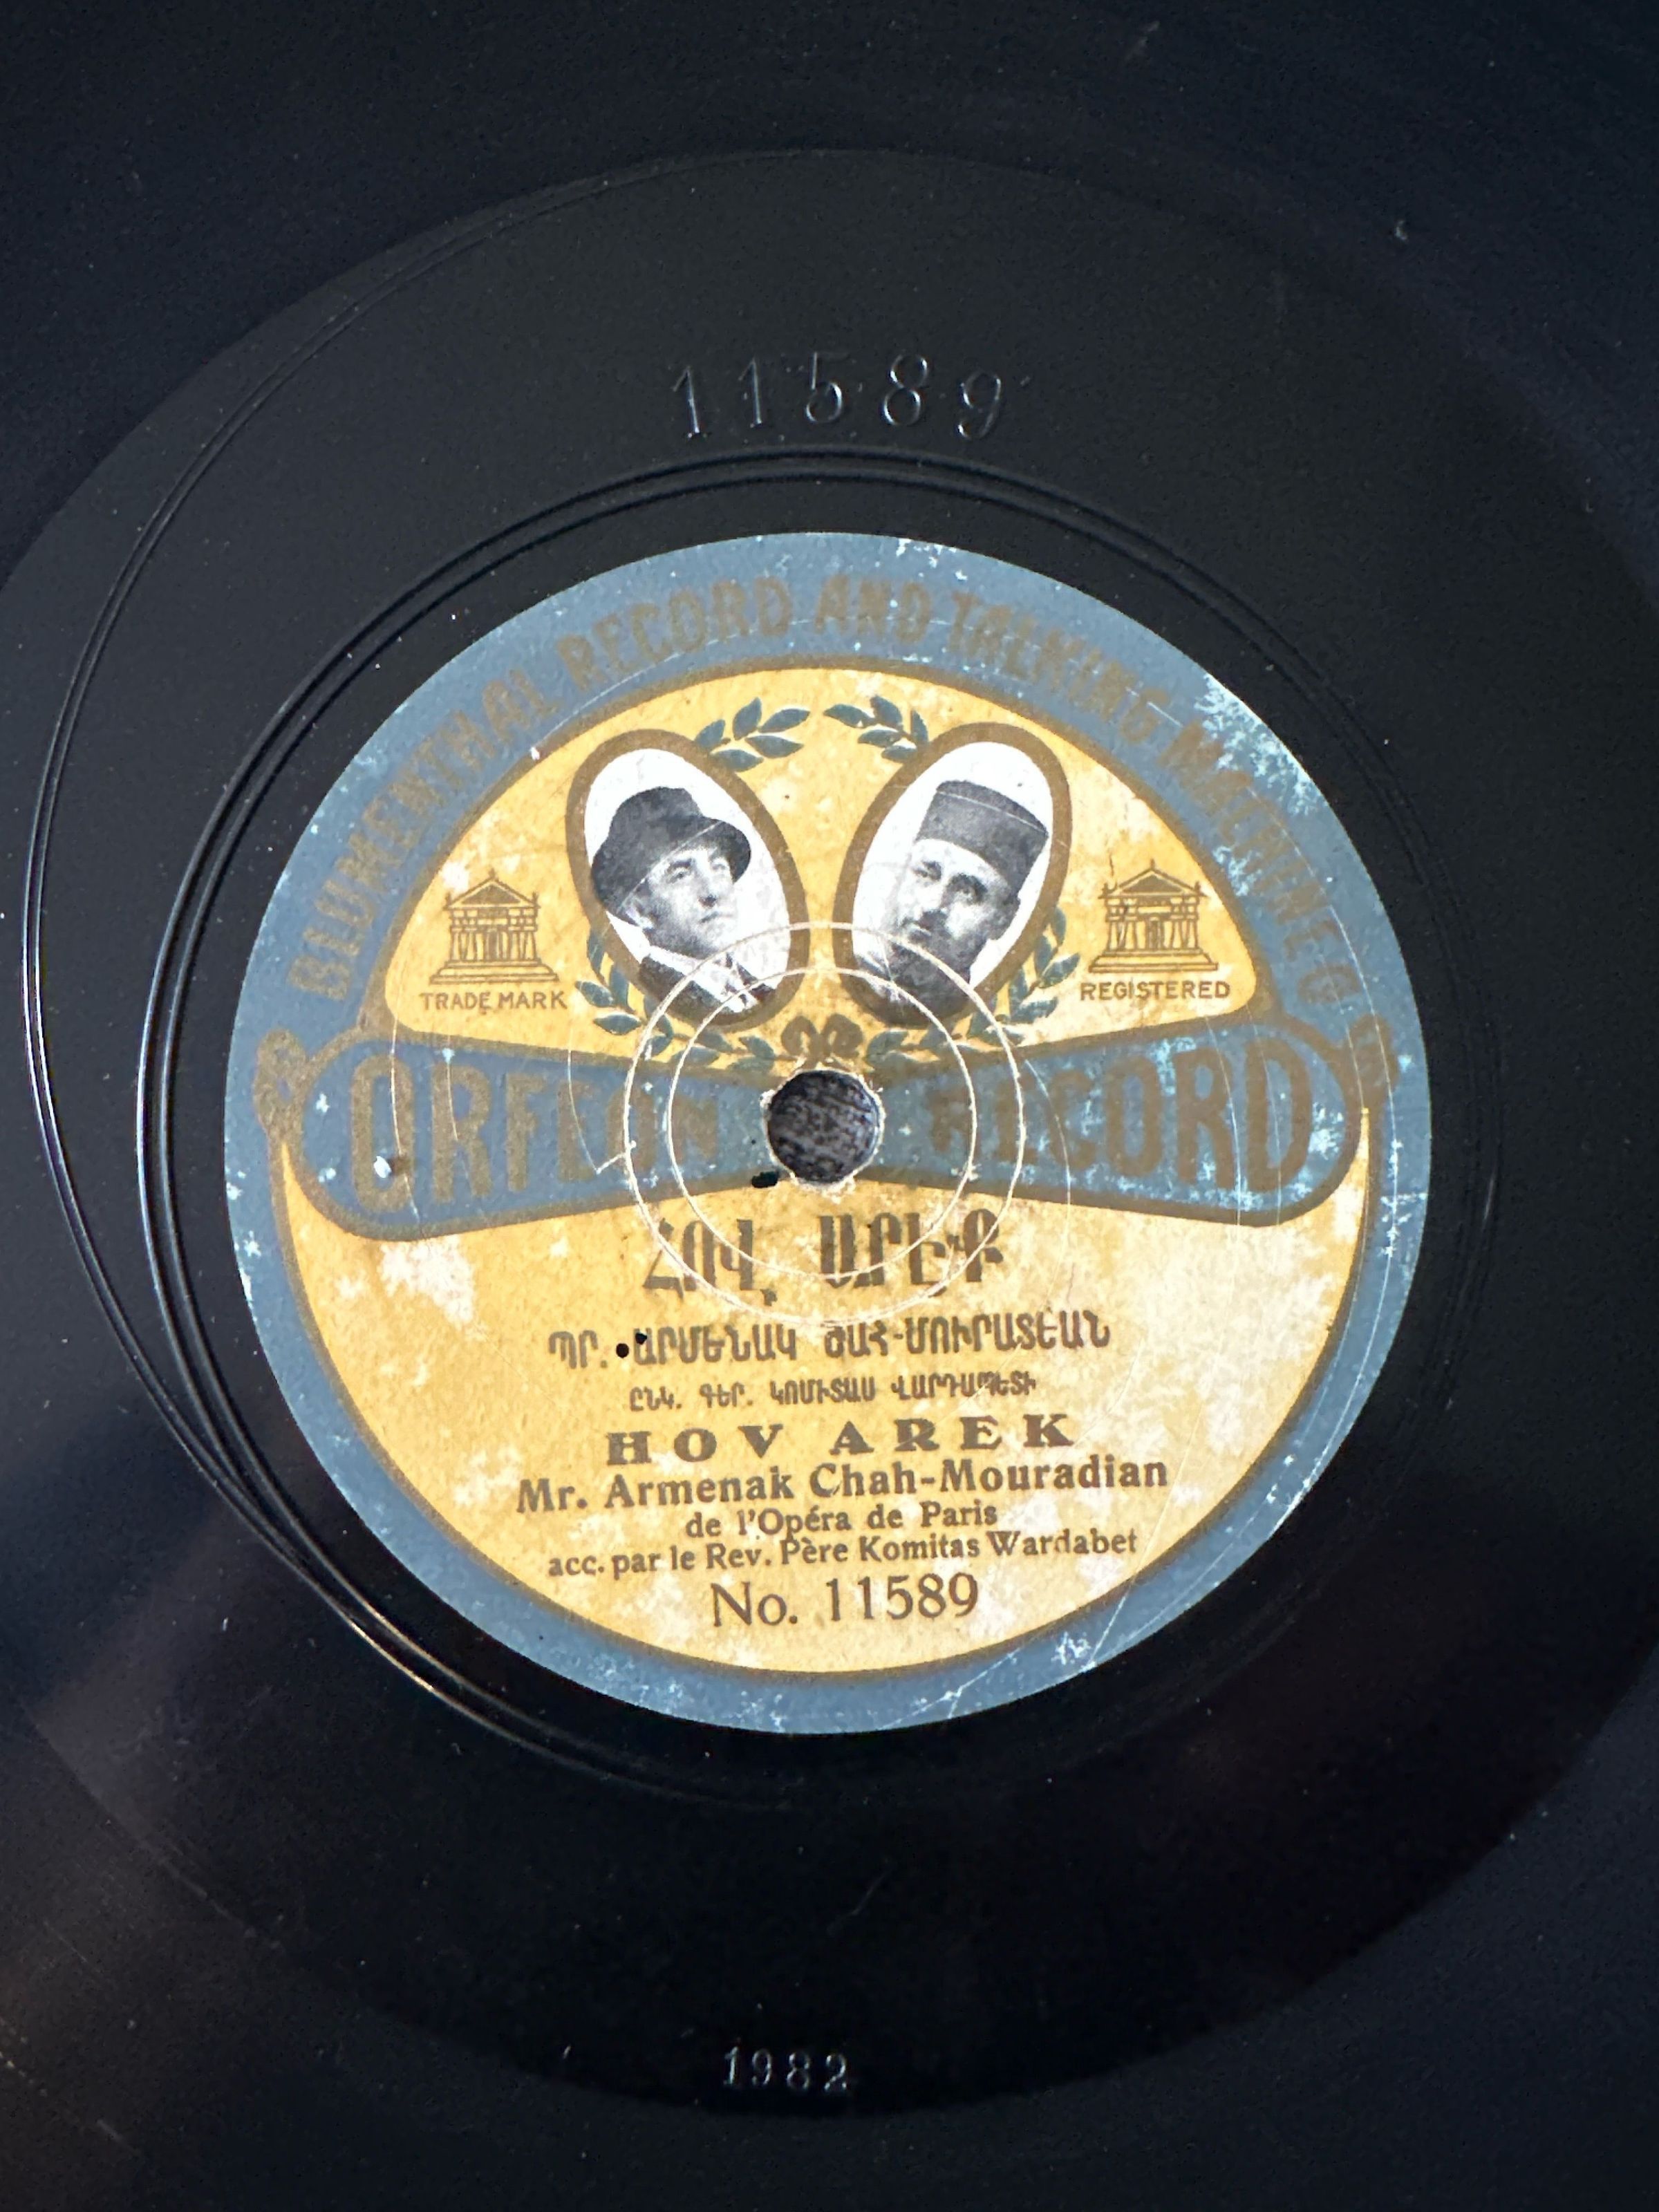 11589
BLUMENTHAL RECORD AND TALKING MACHINE Co
TRADE MARK
REGISTERED
ORFEON RECORD
ՀՈՎ ԱՐԷՔ
ՊՐ. ԱՐՄԵՆԱԿ ՇԱՀ-ՄՈՒՐԱՏԵԱՆ
ԸՆԿ. ԳԵՐ. ԿՈՄԻՏԱՍ ՎԱՐԴԱՊԵՏԻ
HOV AREK
Mr. Armenak Chah-Mouradian
de l'Opéra de Paris
acc. par le Rev. Père Komitas Wardabet
No. 11589
1982